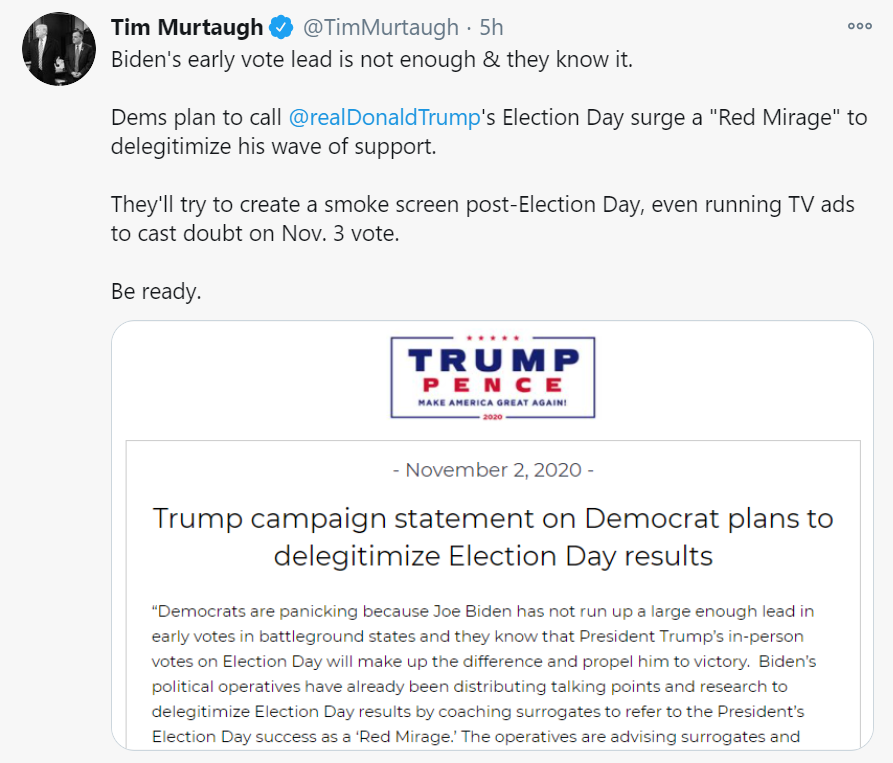 Tim Murtaugh @TimMurtaugh · 5h
Biden's early vote lead is not enough & they know it.
Dems plan to call @realDonaldTrump's Election Day surge a "Red Mirage" to
delegitimize his wave of support.
They'll try to create a smoke screen post-Election Day, even running TV ads
to cast doubt on Nov. 3 vote.
Be ready.
TRUMP
PENCE
MAKE AMERICA GREAT AGAIN!
2020
- November 2, 2020 -
Trump campaign statement on Democrat plans to
delegitimize Election Day results
“Democrats are panicking because Joe Biden has not run up a large enough lead in
early votes in battleground states and they know that President Trump’s in-person
votes on Election Day will make up the difference and propel him to victory.  Biden’s
political operatives have already been distributing talking points and research to
delegitimize Election Day results by coaching surrogates to refer to the President’s
Election Day success as a ‘Red Mirage.’ The operatives are advising surrogates and